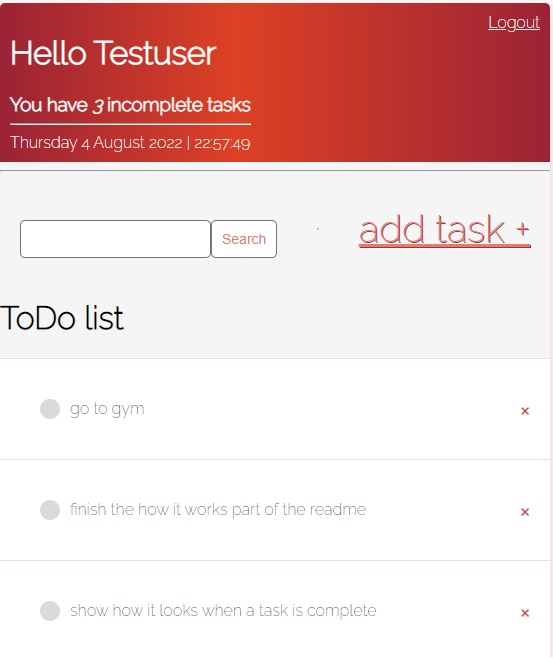 Logout
Hello Testuser
You have 3 incomplete tasks
Thursday 4 August 2022 | 22:57:49
Search
add task +
ToDo list
go to gym ×
finish the how it works part of the readme ×
show how it looks when a task is complete ×